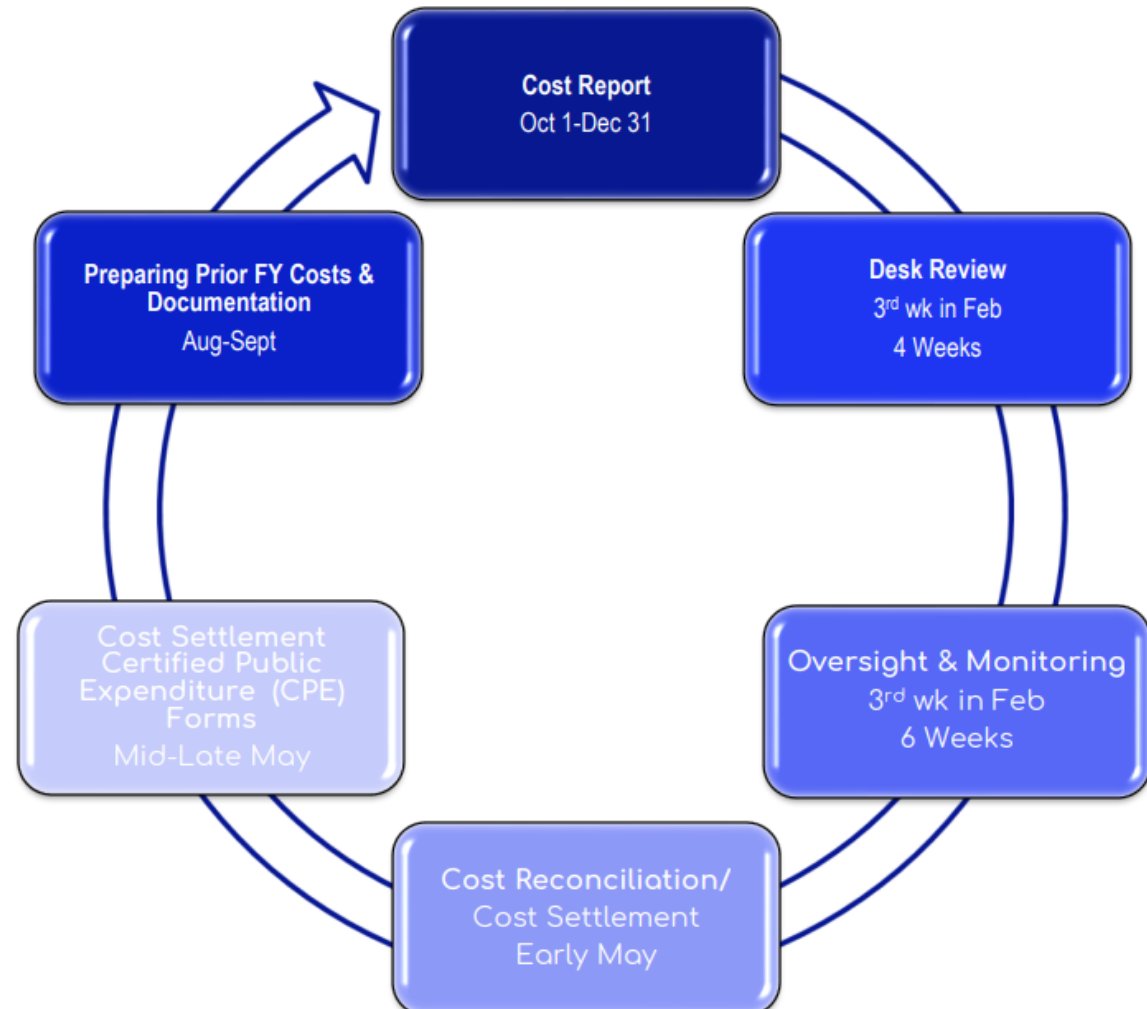 Cost Report
Oct 1-Dec 31
Desk Review
3rd wk in Feb
4 Weeks
Oversight & Monitoring
3rd wk in Feb
6 Weeks
Cost Reconciliation/
Cost Settlement
Early May
Cost Settlement
Certified Public
Expenditure (CPE)
Forms
Mid-Late May
Preparing Prior FY Costs &
Documentation
Aug-Sept